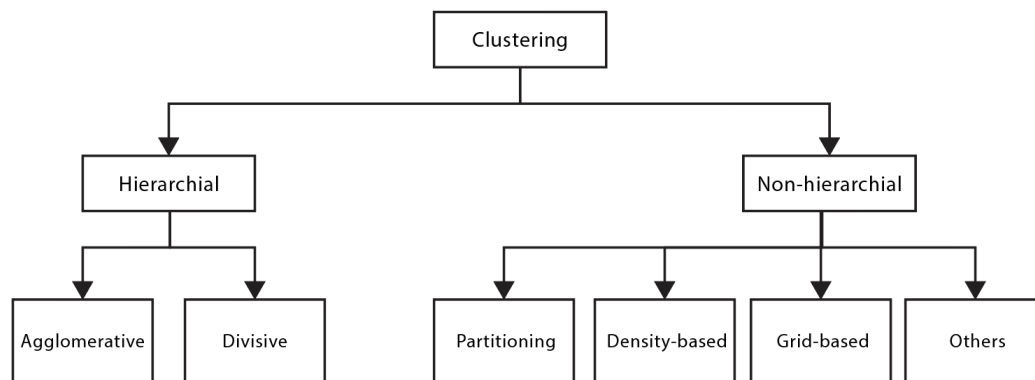 Clustering
Hierarchial
Non-hierarchial
Agglomerative
Divisive
Partitioning
Density-based
Grid-based
Others